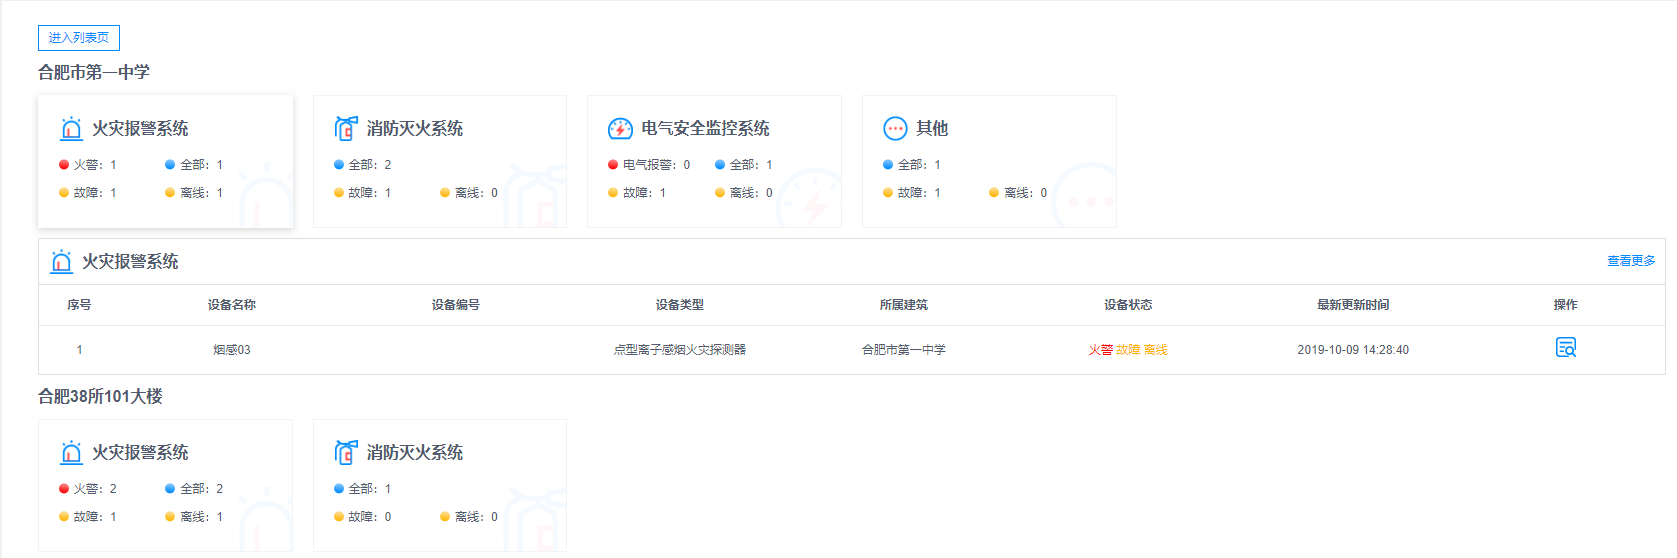 进入列表页
合肥市第一中学
火灾报警系统 消防灭火系统 电气安全监控系统 其他
火警：1 全部：1 全部：2 电气报警：0 全部：1 全部：1
故障：1 离线：1 故障：1 离线：0 故障：1 离线：0 故障：1 离线：0
火灾报警系统 查看更多
序号 设备名称 设备编号 设备类型 所属建筑 设备状态 最新更新时间 操作
1 烟感03 点型离子感烟火灾探测器 合肥市第一中学 火警 故障 离线 2019-10-09 14:28:40
合肥38所101大楼
火灾报警系统 消防灭火系统
火警：2 全部：2 全部：1
故障：1 离线：1 故障：0 离线：0